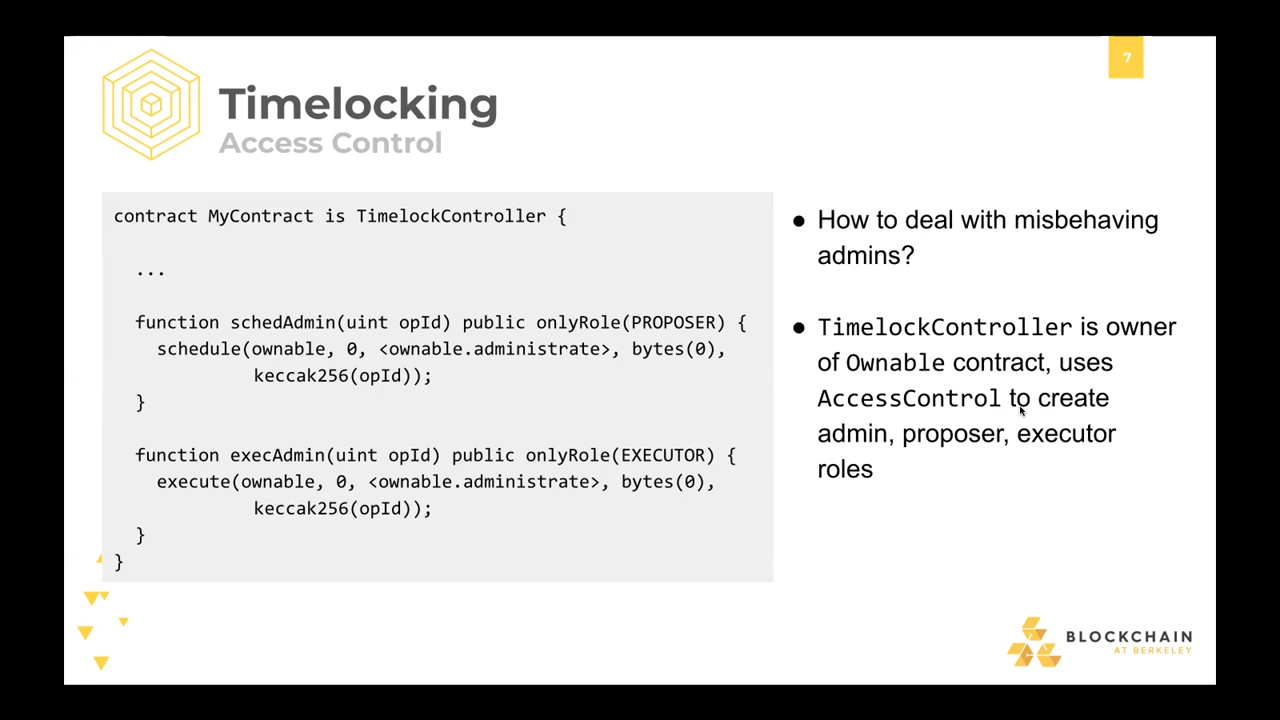 7
Timelocking
Access Control
contract MyContract is TimelockController {
...
function schedAdmin(uint opId) public onlyRole(PROPOSER) {
schedule(ownable, 0, <ownable.administrate>, bytes(0),
keccak256(opId));
}
function execAdmin(uint opId) public onlyRole(EXECUTOR) {
execute(ownable, 0, <ownable.administrate>, bytes(0),
keccak256(opId));
}
}
● How to deal with misbehaving
admins?
● TimelockController is owner
of Ownable contract, uses
AccessControl to create
admin, proposer, executor
roles
BLOCKCHAIN
AT BERKELEY